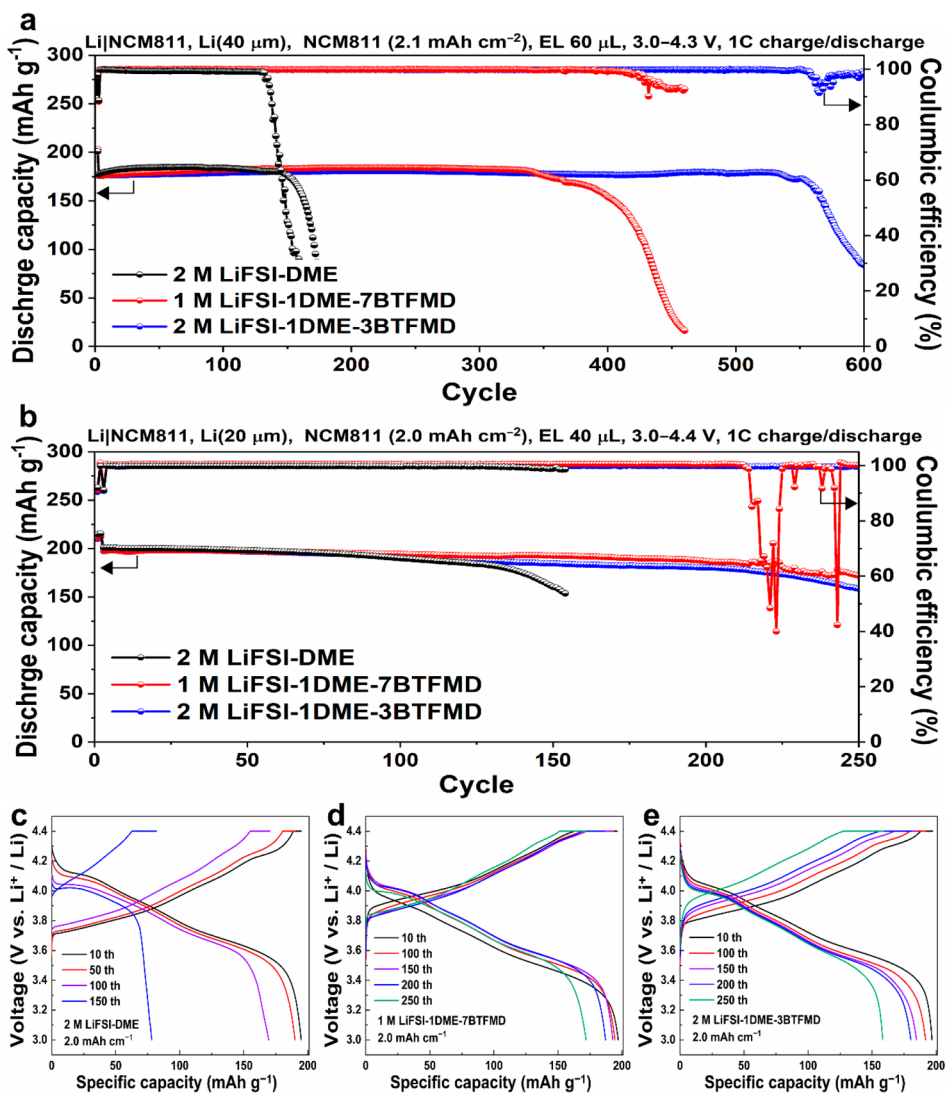 a
Li|NCM811, Li(40 μm), NCM811 (2.1 mAh cm⁻²), EL 60 μL, 3.0–4.3 V, 1C charge/discharge
300
250
200
150
100
50
0
Dischrge capacity (mAh g⁻¹)
100
80
60
40
20
0
Coulumbic efficiency (%)
2 M LiFSI-DME
1 M LiFSI-1DME-7BTFMD
2 M LiFSI-1DME-3BTFMD
0 100 200 300 400 500 600
Cycle
b
Li|NCM811, Li(20 μm), NCM811 (2.0 mAh cm⁻²), EL 40 μL, 3.0–4.4 V, 1C charge/discharge
300
250
200
150
100
50
0
Dischrge capacity (mAh g⁻¹)
100
80
60
40
20
0
Coulumbic efficiency (%)
2 M LiFSI-DME
1 M LiFSI-1DME-7BTFMD
2 M LiFSI-1DME-3BTFMD
0 50 100 150 200 250
Cycle
c
4.4
4.2
4.0
3.8
3.6
3.4
3.2
3.0
Voltage (V vs. Li⁺ / Li)
10 th
50 th
100 th
150 th
2 M LiFSI-DME
2.0 mAh cm⁻¹
0 50 100 150 200
Specific capacity (mAh g⁻¹)
d
4.4
4.2
4.0
3.8
3.6
3.4
3.2
3.0
Voltage (V vs. Li⁺ / Li)
10 th
100 th
150 th
200 th
250 th
1 M LiFSI-1DME-7BTFMD
2.0 mAh cm⁻¹
0 50 100 150 200
Specific capacity (mAh g⁻¹)
e
4.4
4.2
4.0
3.8
3.6
3.4
3.2
3.0
Voltage (V vs. Li⁺ / Li)
10 th
100 th
150 th
200 th
250 th
2 M LiFSI-1DME-3BTFMD
2.0 mAh cm⁻¹
0 50 100 150 200
Specific capacity (mAh g⁻¹)